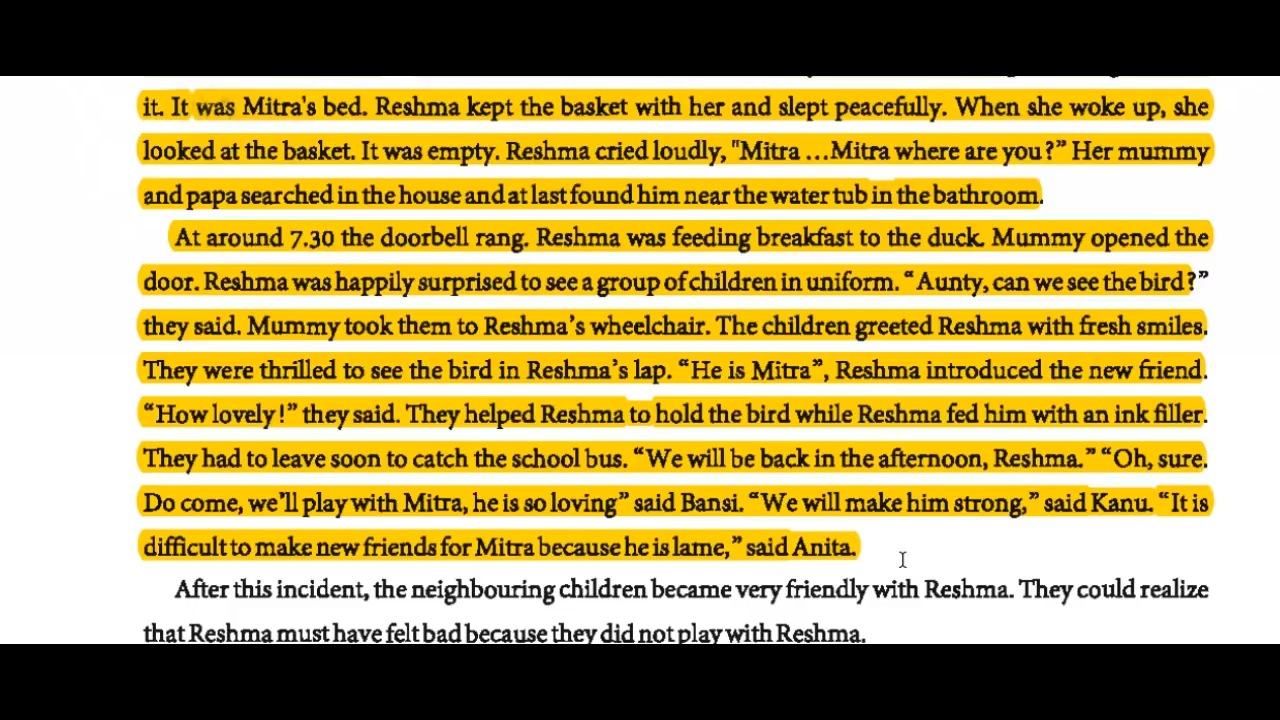 it. It was Mitra's bed. Reshma kept the basket with her and slept peacefully. When she woke up, she
looked at the basket. It was empty. Reshma cried loudly, "Mitra ...Mitra where are you?” Her mummy
and papa searched in the house and at last found him near the water tub in the bathroom.
At around 7.30 the doorbell rang. Reshma was feeding breakfast to the duck. Mummy opened the
door. Reshma was happily surprised to see a group of children in uniform. “Aunty, can we see the bird?”
they said. Mummy took them to Reshma’s wheelchair. The children greeted Reshma with fresh smiles.
They were thrilled to see the bird in Reshma’s lap. “He is Mitra”, Reshma introduced the new friend.
“How lovely!” they said. They helped Reshma to hold the bird while Reshma fed him with an ink filler.
They had to leave soon to catch the school bus. “We will be back in the afternoon, Reshma.” “Oh, sure.
Do come, we’ll play with Mitra, he is so loving” said Bansi. “We will make him strong,” said Kanu. “It is
difficult to make new friends for Mitra because he is lame,” said Anita.
After this incident, the neighbouring children became very friendly with Reshma. They could realize
that Reshma must have felt bad because they did not play with Reshma.